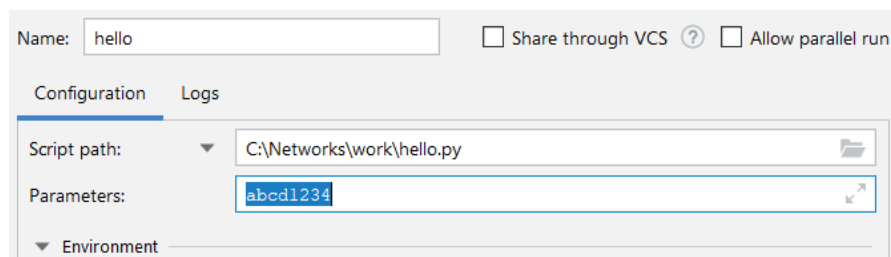 Name: hello Share through VCS ? Allow parallel run
Configuration Logs
Script path: C:\Networks\work\hello.py
Parameters: abcd1234
Environment